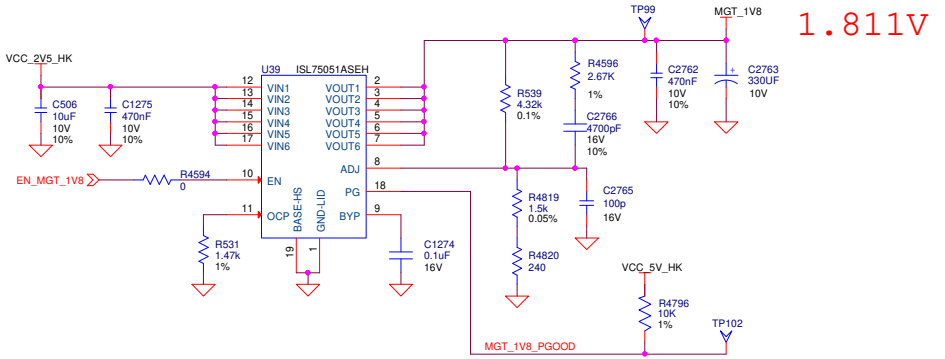 TP99
MGT_1V8
1.811V
VCC_2V5_HK
U39
ISL75051ASEH
12
13
14
15
16
17
VIN1
VIN2
VIN3
VIN4
VIN5
VIN6
VOUT1
VOUT2
VOUT3
VOUT4
VOUT5
VOUT6
2
3
4
5
6
7
C506
10uF
10V
10%
C1275
470nF
10V
10%
R539
4.32k
0.1%
R4596
2.67K
1%
C2766
4700pF
16V
10%
C2762
470nF
10V
10%
+
C2763
330UF
10V
EN_MGT_1V8
R4594
0
10
EN
ADJ
8
PG
18
11
OCP
BASE-HS
GND-LID
BYP
9
19
1
R531
1.47k
1%
C1274
0.1uF
16V
R4819
1.5k
0.05%
R4820
240
C2765
100p
16V
VCC_5V_HK
R4796
10K
1%
TP102
MGT_1V8_PGOOD